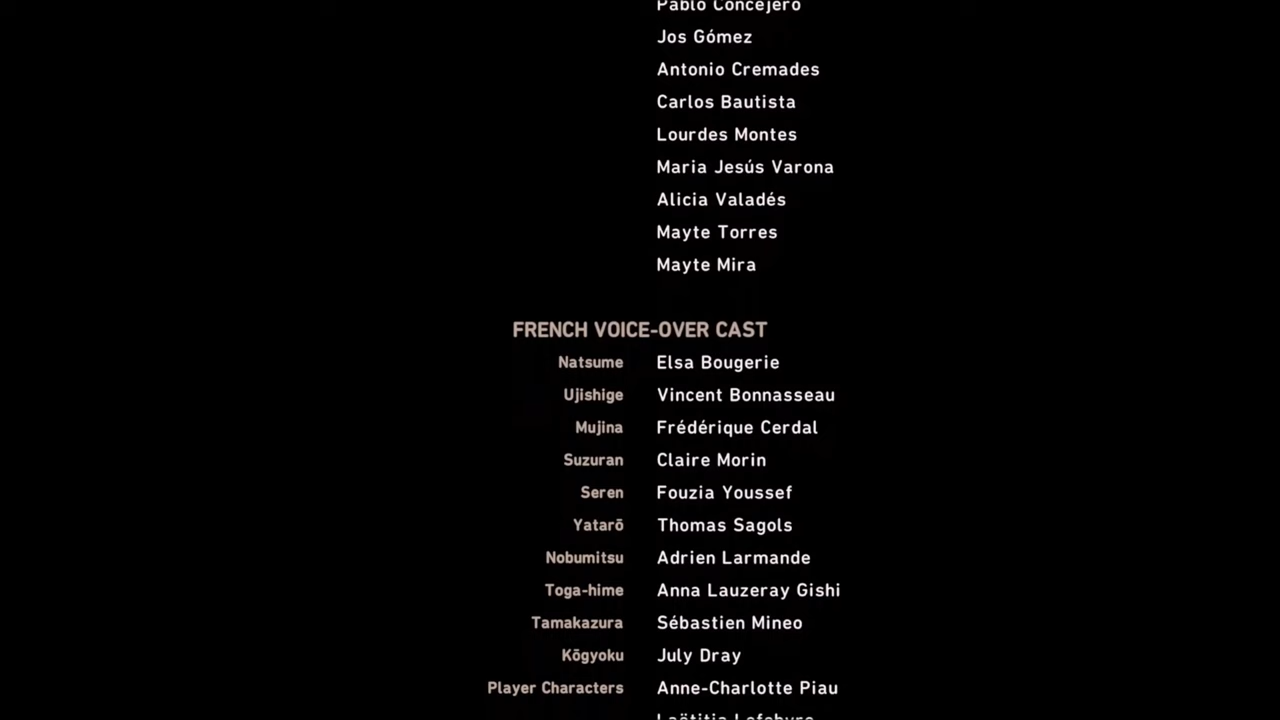 Pablo Concejero
Jos Gómez
Antonio Cremades
Carlos Bautista
Lourdes Montes
Maria Jesús Varona
Alicia Valadés
Mayte Torres
Mayte Mira
FRENCH VOICE-OVER CAST
Natsume Elsa Bougerie
Ujishige Vincent Bonnasseau
Mujina Frédérique Cerdal
Suzuran Claire Morin
Seren Fouzia Youssef
Yatarō Thomas Sagols
Nobumitsu Adrien Larmande
Toga-hime Anna Lauzeray Gishi
Tamakazura Sébastien Mineo
Kōgyoku July Dray
Player Characters Anne-Charlotte Piau
Laëtitia Lefebvre